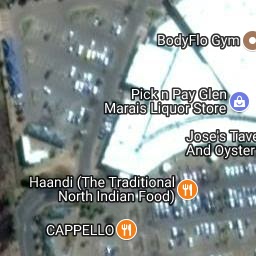 BodyFlo Gym
Pick n Pay Glen
Marais Liquor Store
Jose's Tave
And Oyster
Haandi (The Traditional
North Indian Food)
CAPPELLO